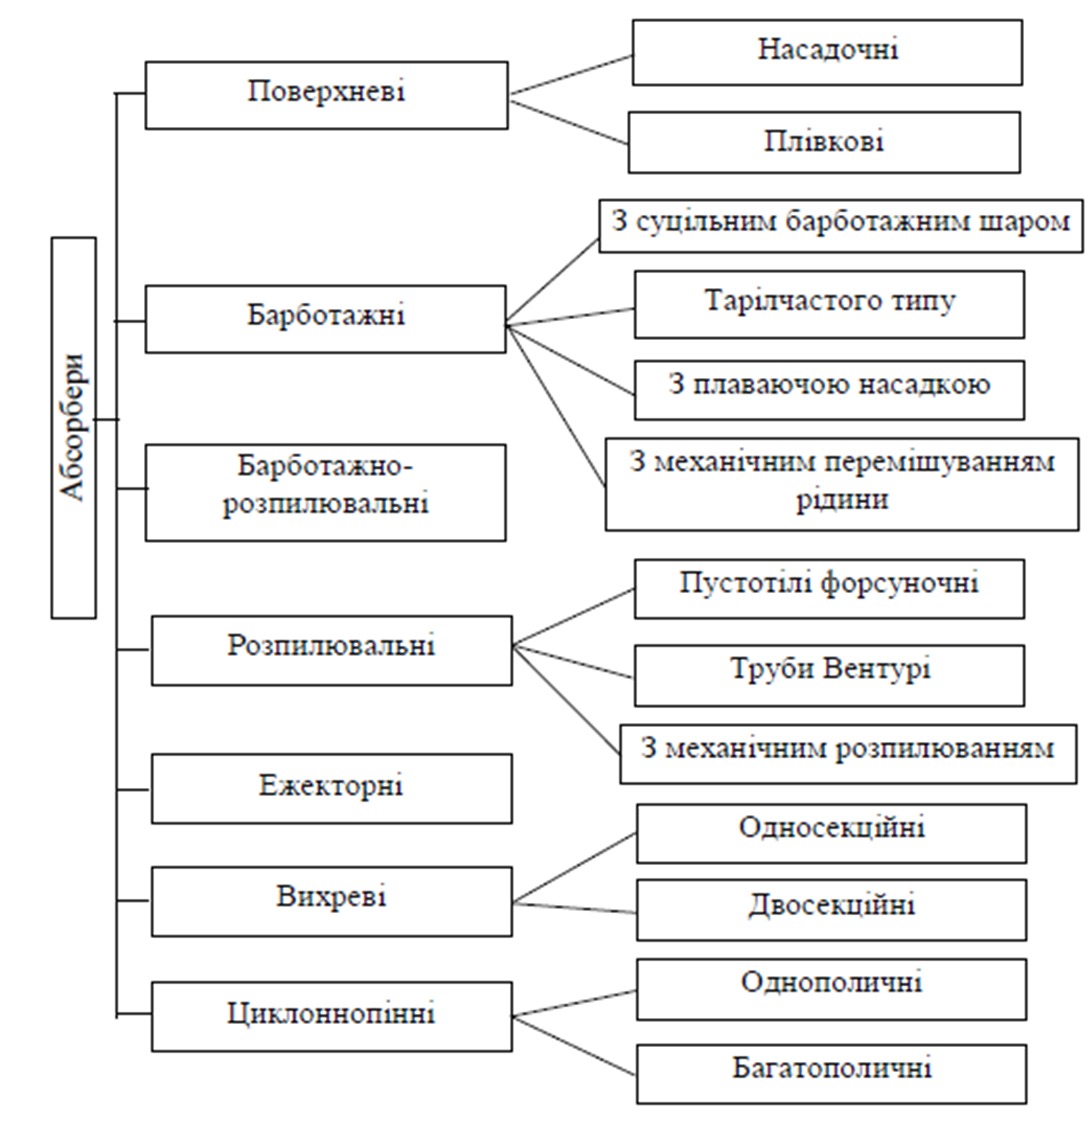 Абсорбери
Поверхневі
Насадочні
Плівкові
Барботажні
З суцільним барботажним шаром
Тарілчастого типу
З плаваючою насадкою
З механічним перемішуванням
рідини
Барботажно-
розпилювальні
Розпилювальні
Пустотілі форсуночні
Труби Вентурі
З механічним розпилюванням
Ежекторні
Вихреві
Односекційні
Двосекційні
Циклоннопінні
Однополичні
Багатополичні